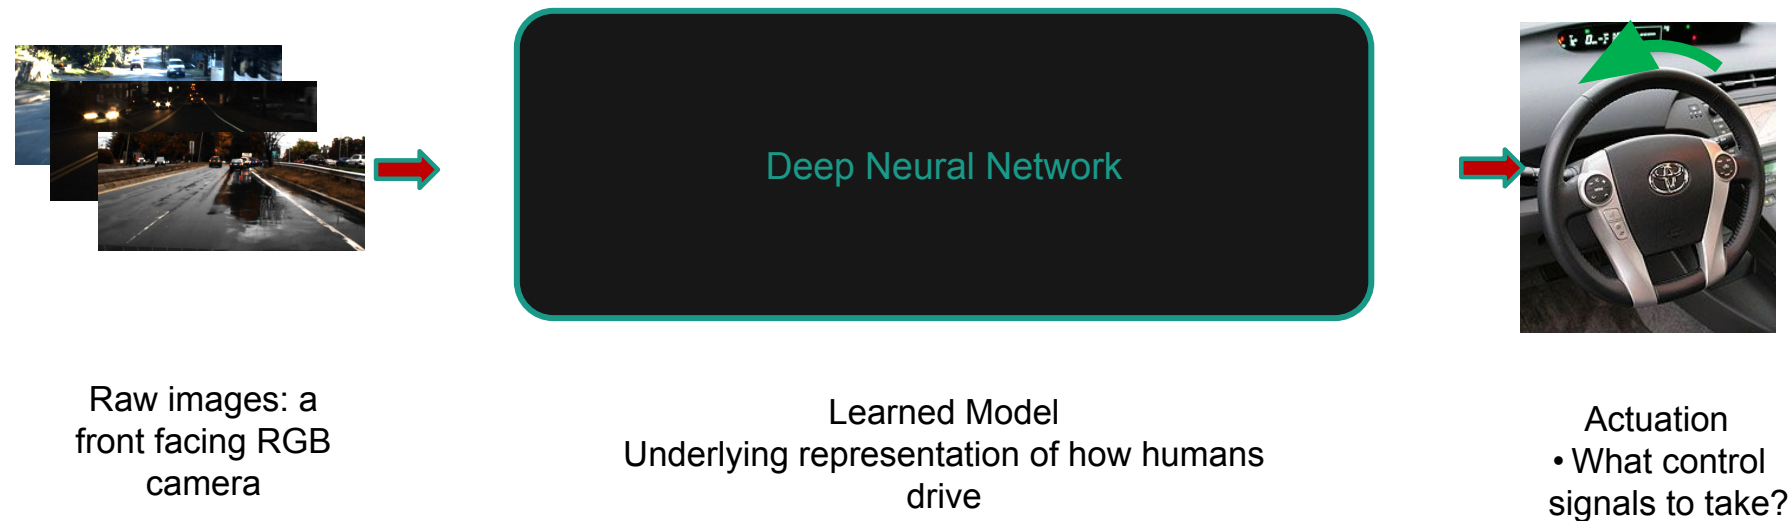 Deep Neural Network
Raw images: a
front facing RGB
camera
Learned Model
Underlying representation of how humans
drive
Actuation
• What control
signals to take?